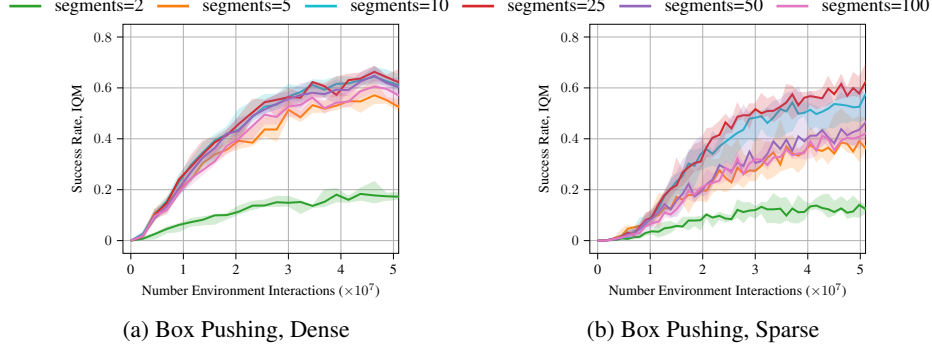 segments=2 segments=5 segments=10 segments=25 segments=50 segments=100
0.8
0.6
0.4
0.2
0
Success Rate, IQM
0 1 2 3 4 5
Number Environment Interactions (×10⁷)
(a) Box Pushing, Dense
0.8
0.6
0.4
0.2
0
Success Rate, IQM
0 1 2 3 4 5
Number Environment Interactions (×10⁷)
(b) Box Pushing, Sparse